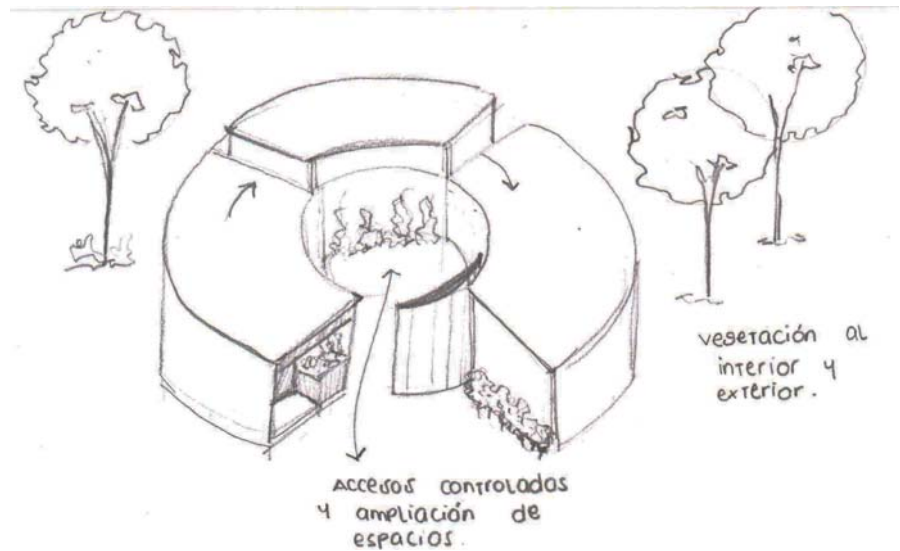 vegetación al
interior y
exterior.
Accesos controlados
y ampliación de
espacios.